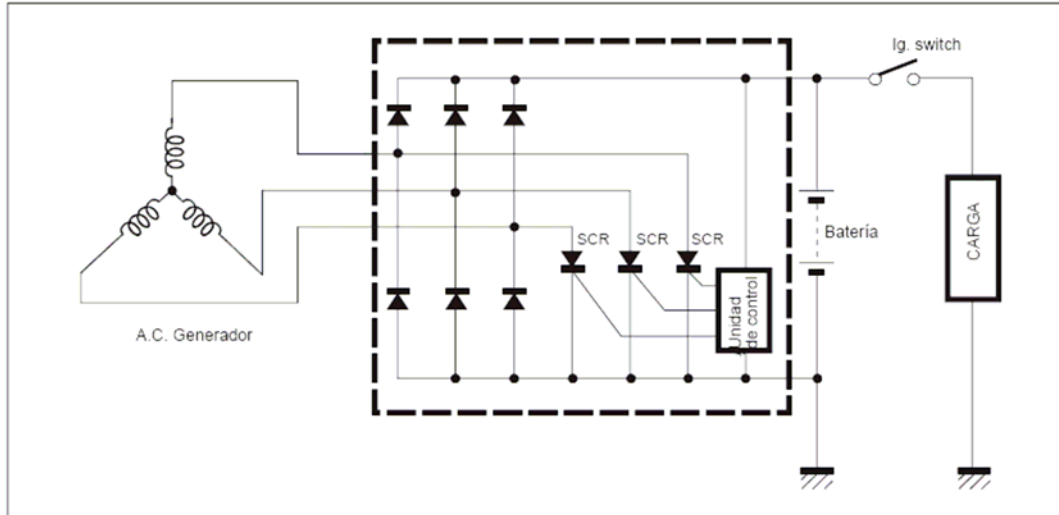 Ig. switch
SCR
SCR
SCR
Batería
CARGA
Unidad
de control
A.C. Generador